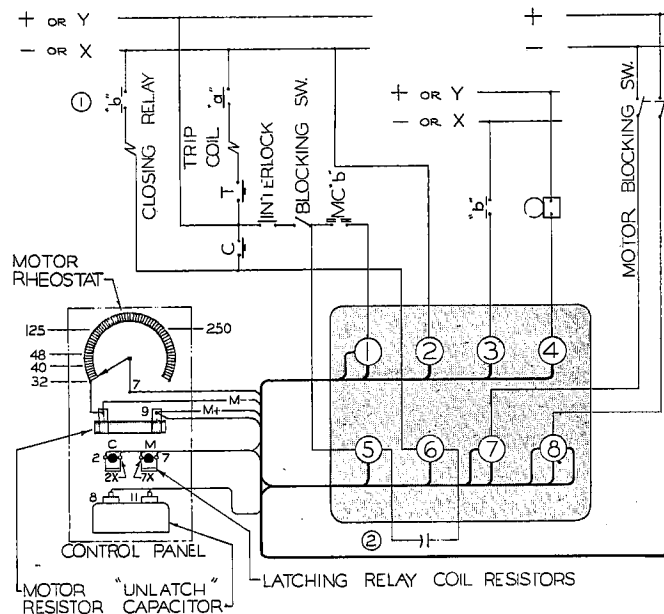 + OR Y
- OR X
+
-
+ OR Y
- OR X
1
"b"
CLOSING RELAY
TRIP COIL
"a"
T
C
INTERLOCK
BLOCKING SW.
MC "b"
"b"
MOTOR BLOCKING SW.
MOTOR
RHEOSTAT
125
250
48
40
32
7
M-
9
M+
C
M
2
7
2X
7X
8
11
CONTROL PANEL
1
2
3
4
5
6
7
8
2
MOTOR
RESISTOR
"UNLATCH"
CAPACITOR
LATCHING RELAY COIL RESISTORS